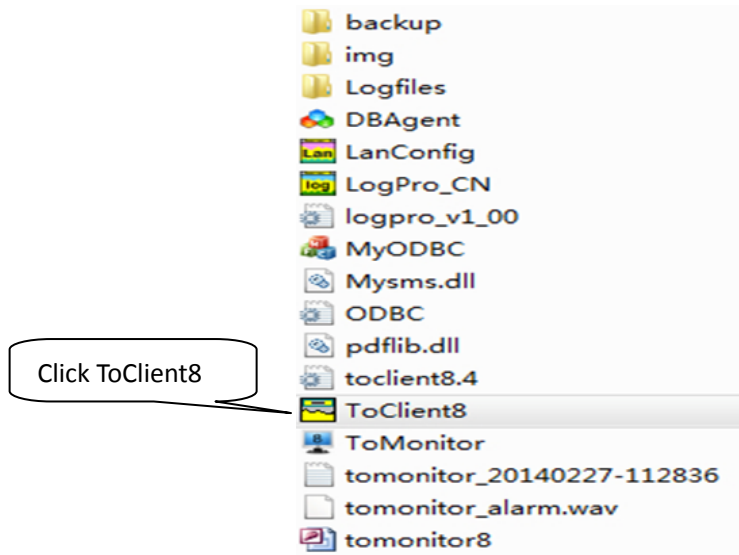 backup
img
Logfiles
DBAgent
Lan LanConfig
log LogPro_CN
logpro_v1_00
MyODBC
Mysms.dll
ODBC
pdflib.dll
toclient8.4
Click ToClient8
ToClient8
8 ToMonitor
tomonitor_20140227-112836
tomonitor_alarm.wav
tomonitor8